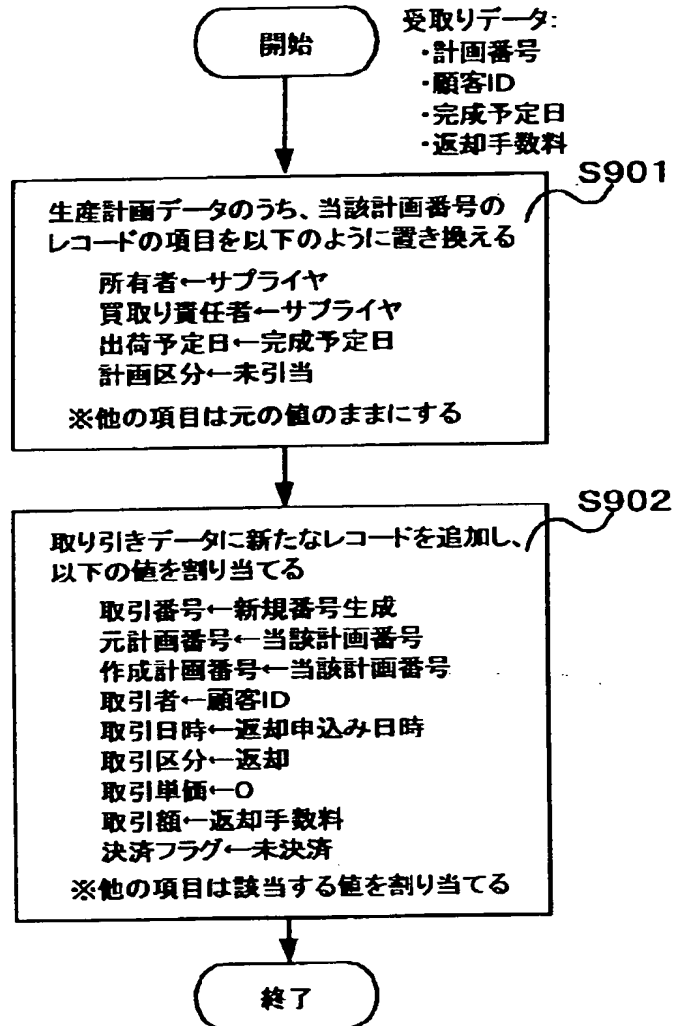 開始
受取りデータ:
・計画番号
・顧客ID
・完成予定日
・返却手数料
S901
生産計画データのうち、当該計画番号の
レコードの項目を以下のように置き換える
所有者←サプライヤ
買取り責任者←サプライヤ
出荷予定日←完成予定日
計画区分←未引当
※他の項目は元の値のままにする
S902
取り引きデータに新たなレコードを追加し、
以下の値を割り当てる
取引番号←新規番号生成
元計画番号←当該計画番号
作成計画番号←当該計画番号
取引者←顧客ID
取引日時←返却申込み日時
取引区分←返却
取引単価←0
取引額←返却手数料
決済フラグ←未決済
※他の項目は該当する値を割り当てる
終了